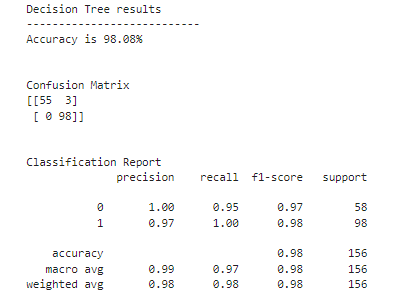 Decision Tree results
---------------------------
Accuracy is 98.08%
Confusion Matrix
[[55  3]
 [ 0 98]]
Classification Report
              precision    recall  f1-score   support
           0       1.00      0.95      0.97        58
           1       0.97      1.00      0.98        98
    accuracy                           0.98       156
   macro avg       0.99      0.97      0.98       156
weighted avg       0.98      0.98      0.98       156